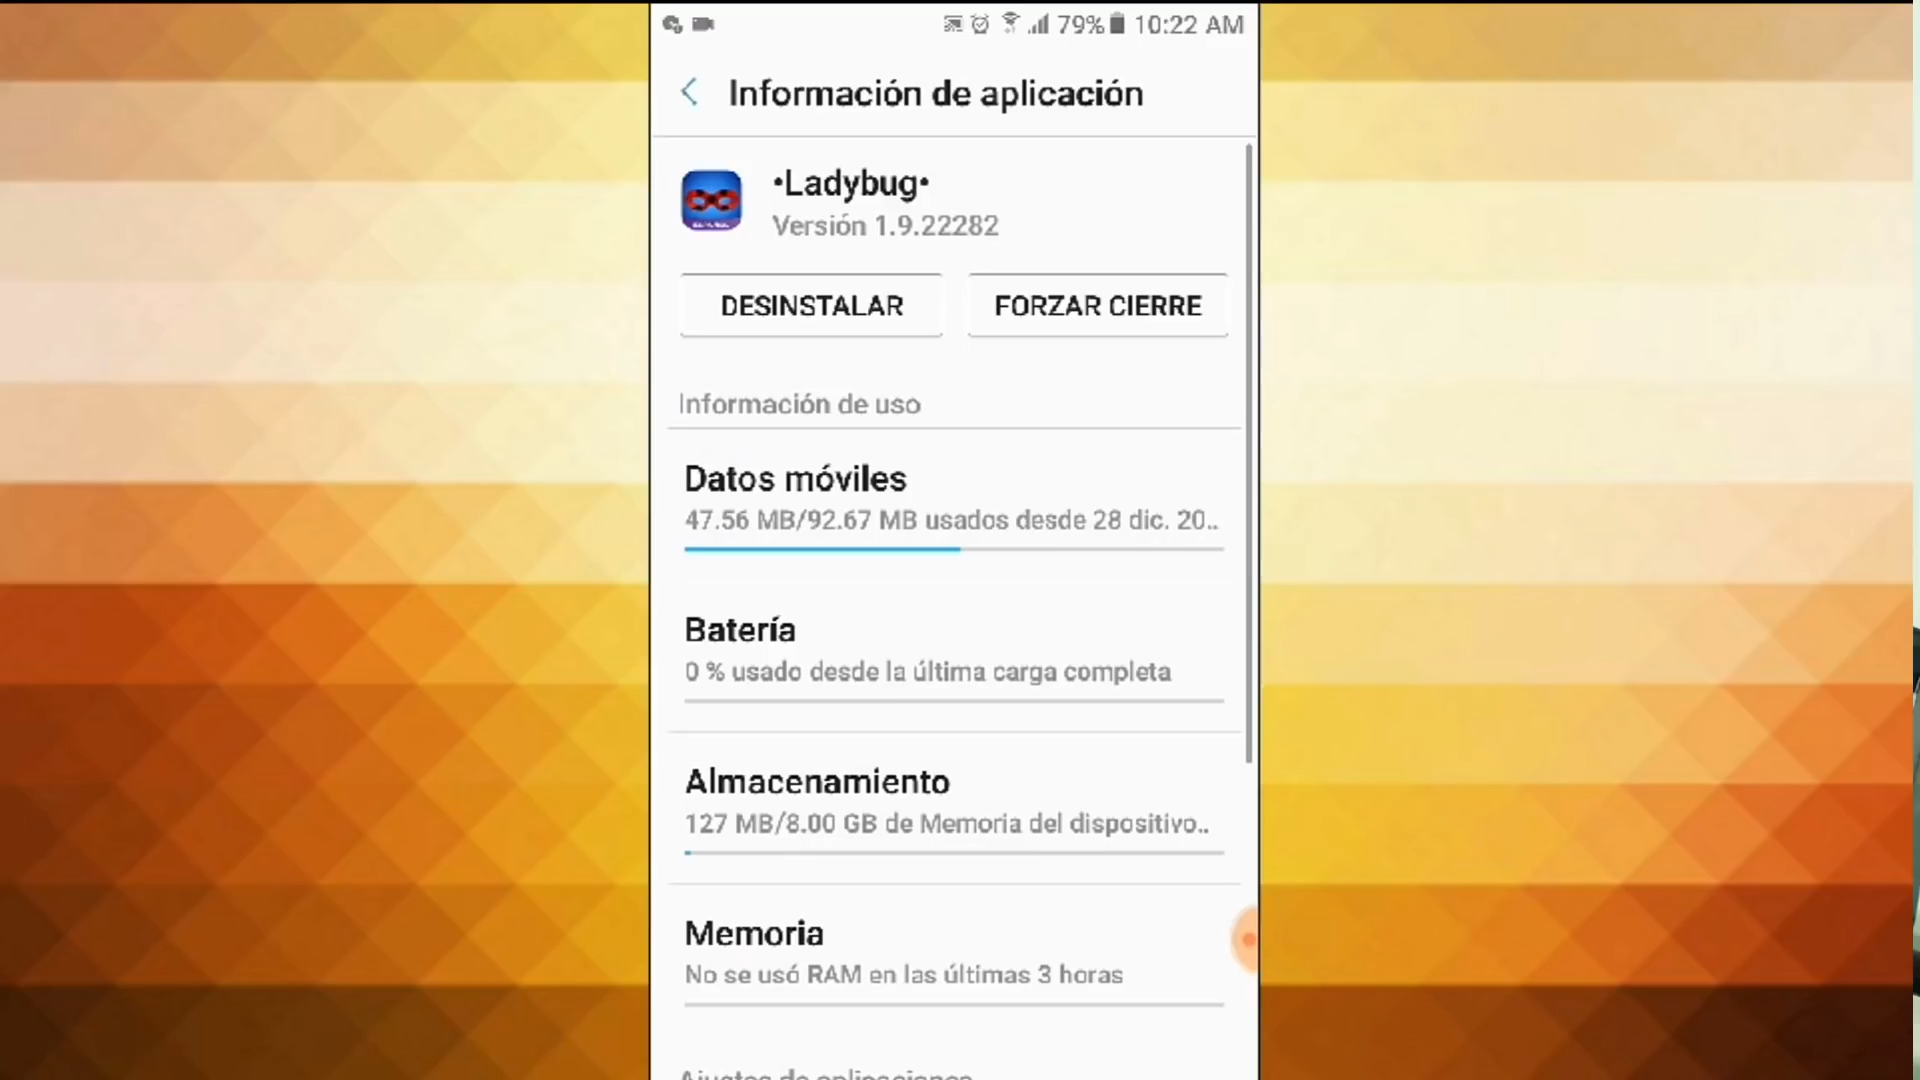 79% 10:22 AM
Información de aplicación
•Ladybug•
Versión 1.9.22282
DESINSTALAR
FORZAR CIERRE
Información de uso
Datos móviles
47.56 MB/92.67 MB usados desde 28 dic. 20..
Batería
0 % usado desde la última carga completa
Almacenamiento
127 MB/8.00 GB de Memoria del dispositivo..
Memoria
No se usó RAM en las últimas 3 horas
Ajustes de aplicaciones